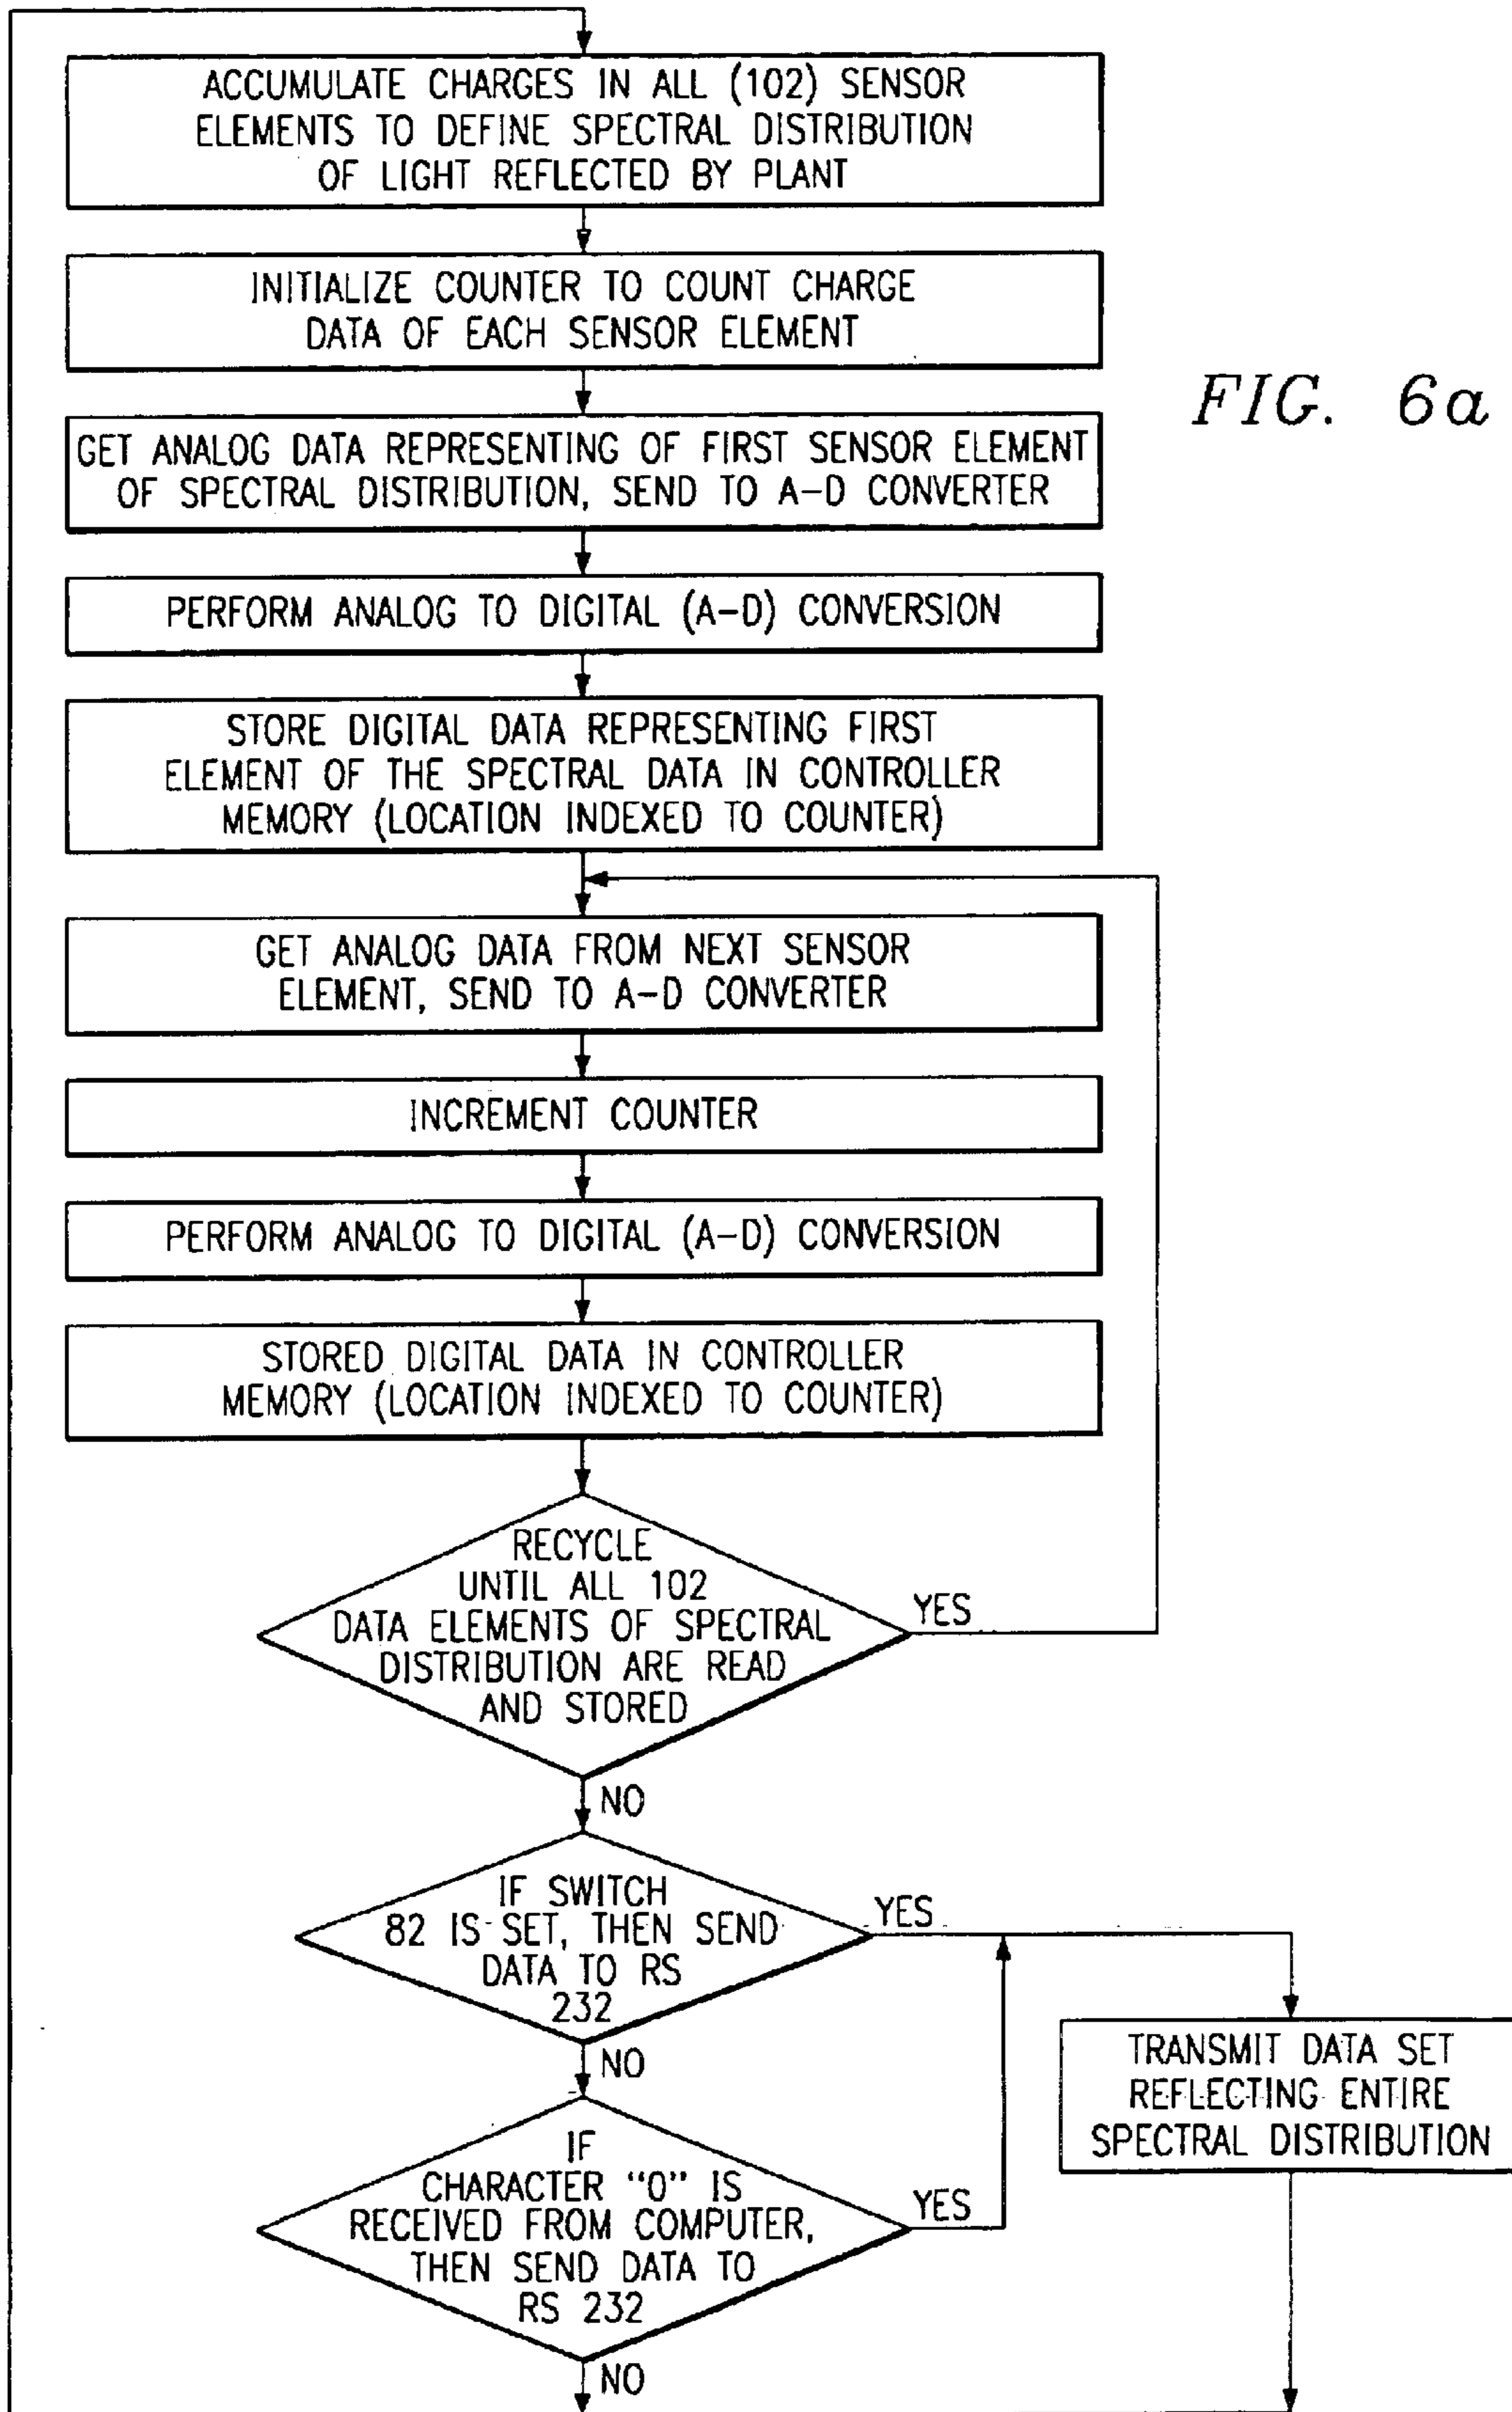 ACCUMULATE CHARGES IN ALL (102) SENSOR
ELEMENTS TO DEFINE SPECTRAL DISTRIBUTION
OF LIGHT REFLECTED BY PLANT
INITIALIZE COUNTER TO COUNT CHARGE
DATA OF EACH SENSOR ELEMENT
FIG. 6a
GET ANALOG DATA REPRESENTING OF FIRST SENSOR ELEMENT
OF SPECTRAL DISTRIBUTION, SEND TO A-D CONVERTER
PERFORM ANALOG TO DIGITAL (A-D) CONVERSION
STORE DIGITAL DATA REPRESENTING FIRST
ELEMENT OF THE SPECTRAL DATA IN CONTROLLER
MEMORY (LOCATION INDEXED TO COUNTER)
GET ANALOG DATA FROM NEXT SENSOR
ELEMENT, SEND TO A-D CONVERTER
INCREMENT COUNTER
PERFORM ANALOG TO DIGITAL (A-D) CONVERSION
STORED DIGITAL DATA IN CONTROLLER
MEMORY (LOCATION INDEXED TO COUNTER)
RECYCLE
UNTIL ALL 102
DATA ELEMENTS OF SPECTRAL
DISTRIBUTION ARE READ
AND STORED
YES
NO
IF SWITCH
82 IS SET, THEN SEND
DATA TO RS
232
YES
NO
TRANSMIT DATA SET
REFLECTING ENTIRE
SPECTRAL DISTRIBUTION
IF
CHARACTER "0" IS
RECEIVED FROM COMPUTER,
THEN SEND DATA TO
RS 232
YES
NO